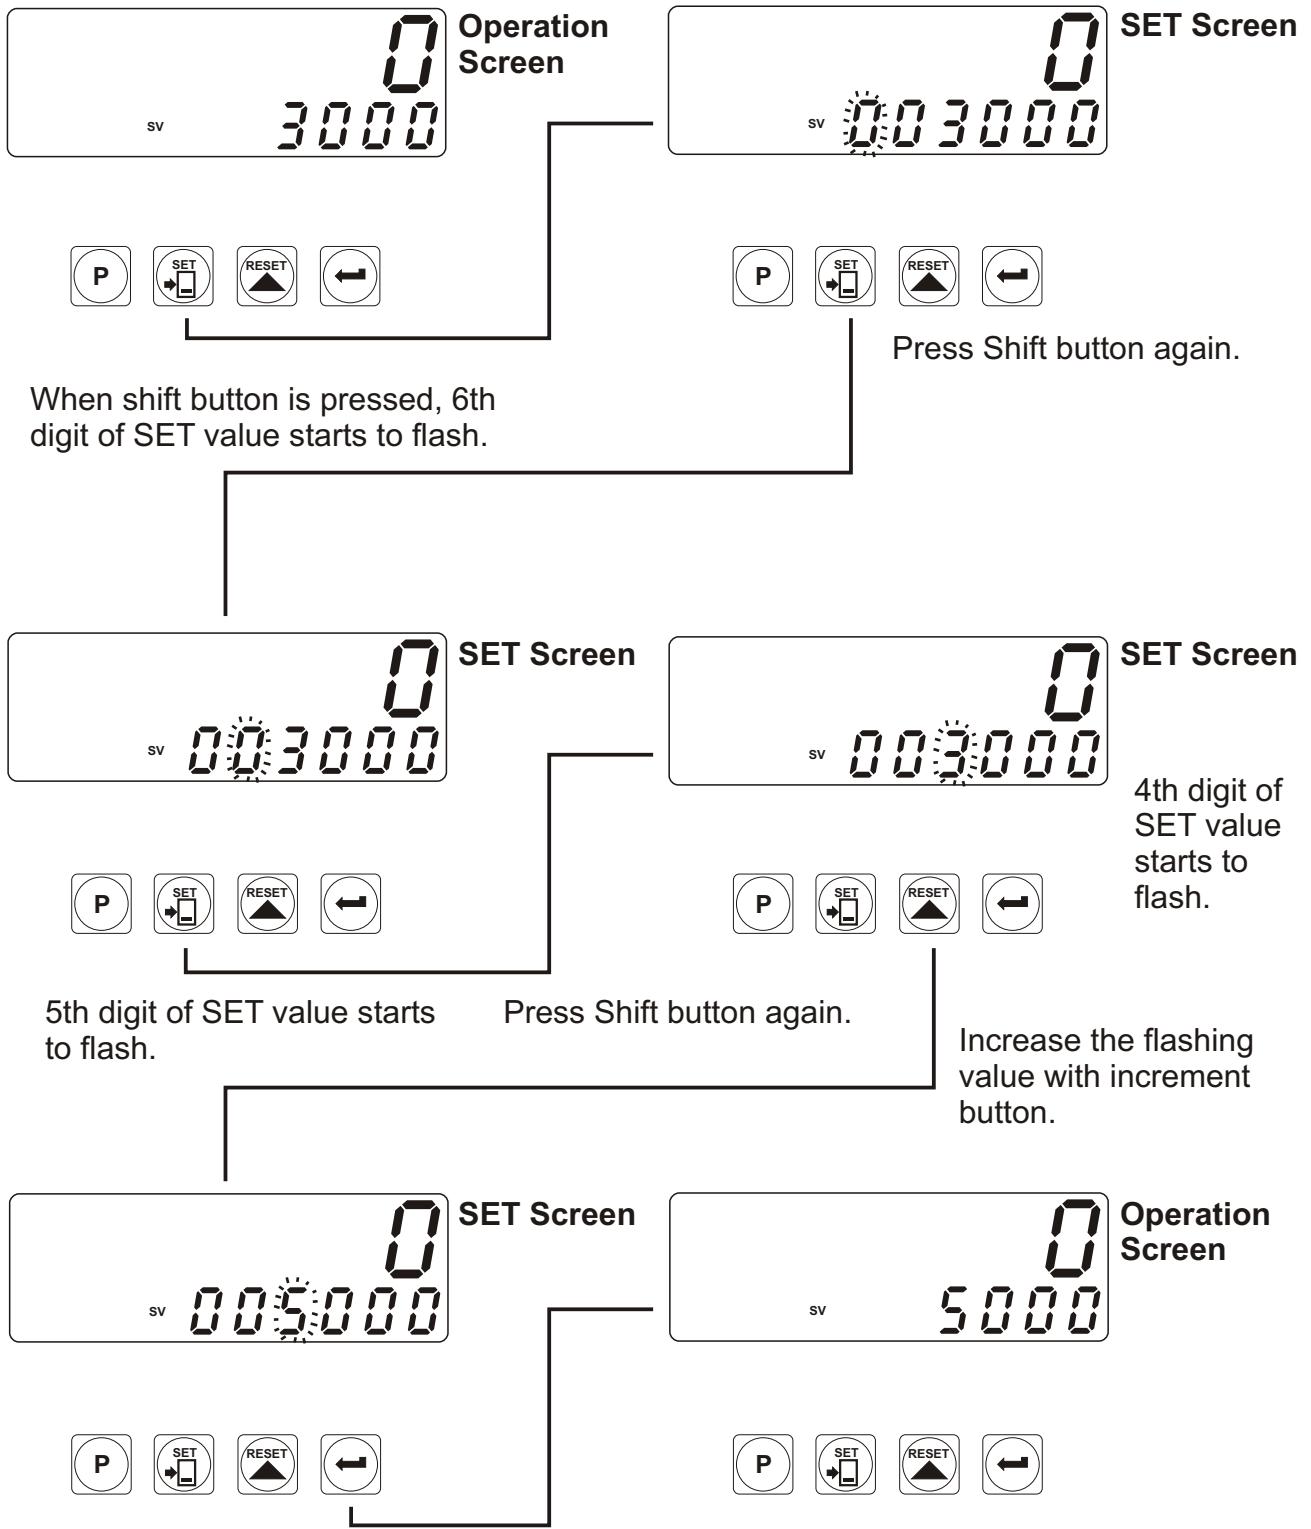 0
Operation
Screen
SV 3000
P SET RESET
When shift button is pressed, 6th
digit of SET value starts to flash.
0
SET Screen
SV 003000
P SET RESET
Press Shift button again.
0
SET Screen
SV 003000
P SET RESET
5th digit of SET value starts
to flash.
Press Shift button again.
0
SET Screen
SV 003000
4th digit of
SET value
starts to
flash.
P SET RESET
Increase the flashing
value with increment
button.
0
SET Screen
SV 005000
P SET RESET
0
Operation
Screen
SV 5000
P SET RESET